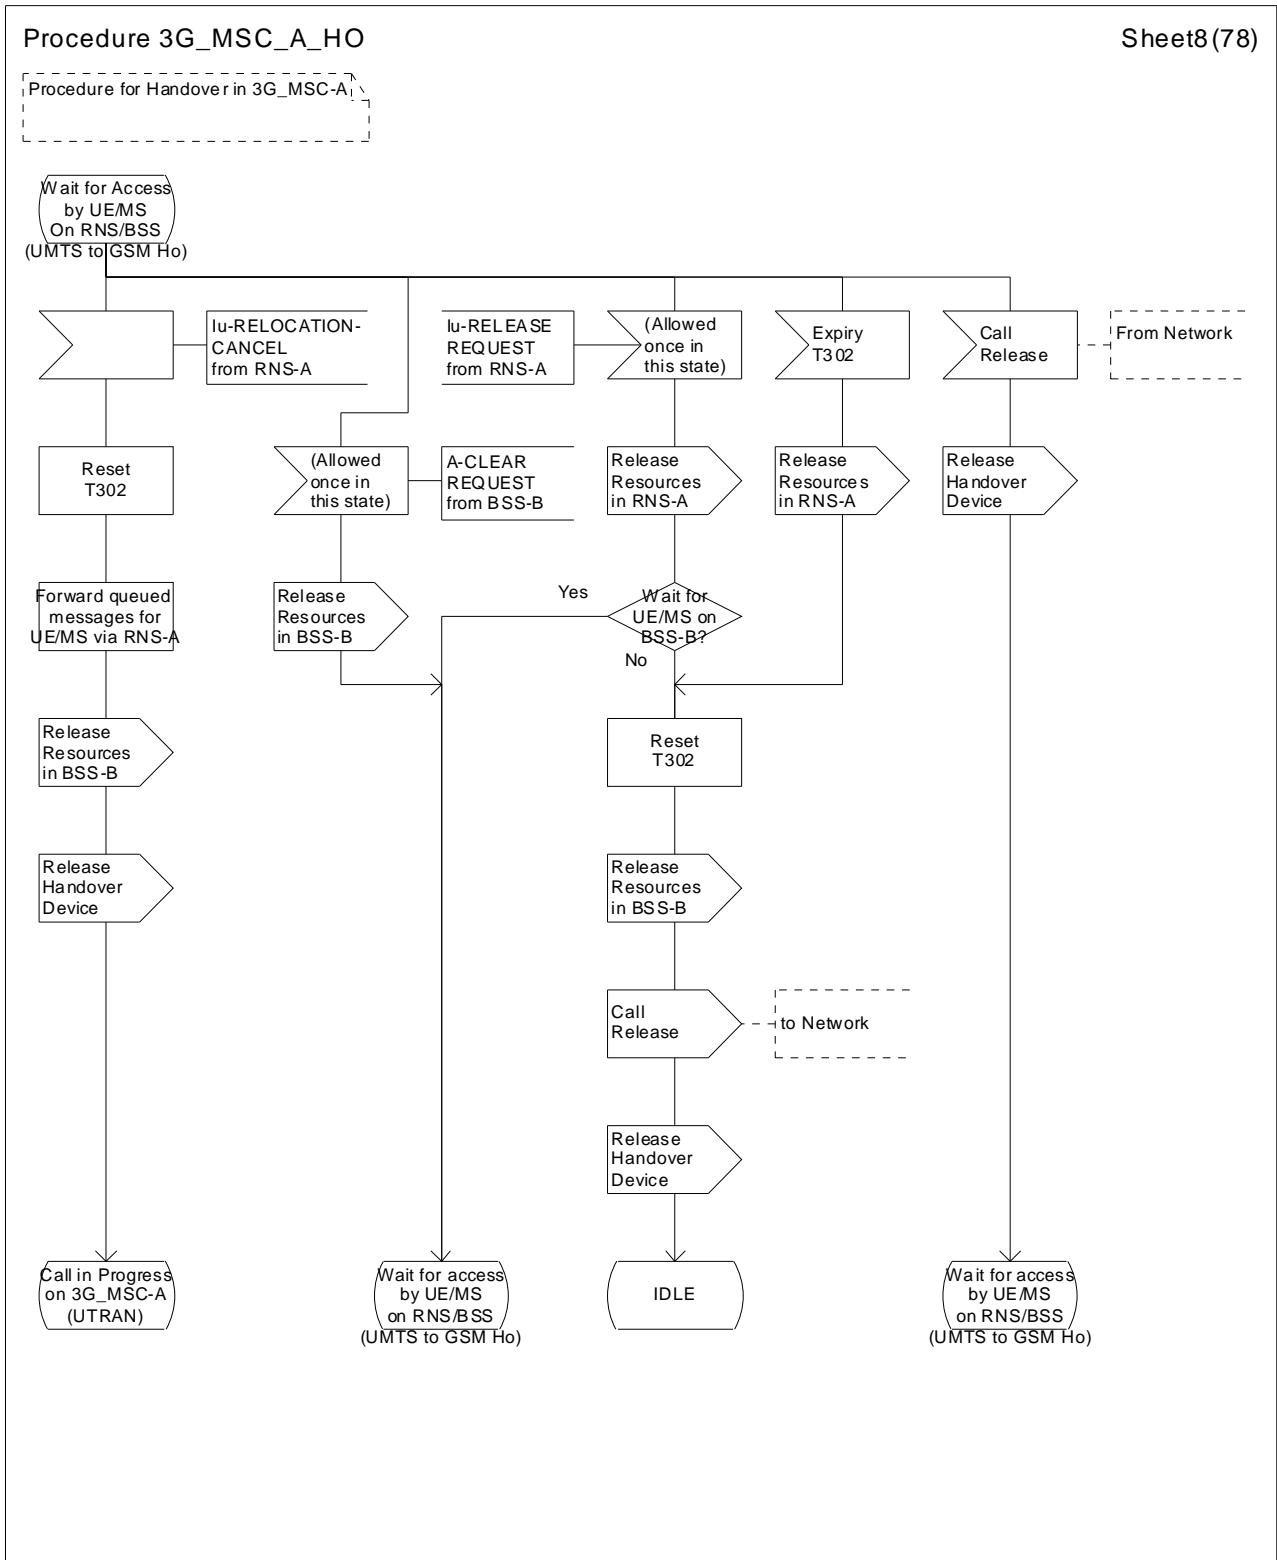 Procedure 3G_MSC_A_HO
Sheet8(78)
Procedure for Handover in 3G_MSC-A
Wait for Access
by UE/MS
On RNS/BSS
(UMTS to GSM Ho)
Iu-RELOCATION-
CANCEL
from RNS-A
Iu-RELEASE
REQUEST
from RNS-A
(Allowed
once in
this state)
Expiry
T302
Call
Release
From Network
Reset
T302
(Allowed
once in
this state)
A-CLEAR
REQUEST
from BSS-B
Release
Resources
in RNS-A
Release
Resources
in RNS-A
Release
Handover
Device
Forward queued
messages for
UE/MS via RNS-A
Release
Resources
in BSS-B
Yes
Wait for
UE/MS on
BSS-B?
No
Release
Resources
in BSS-B
Reset
T302
Release
Handover
Device
Release
Resources
in BSS-B
Call
Release
to Network
Release
Handover
Device
Call in Progress
on 3G_MSC-A
(UTRAN)
Wait for access
by UE/MS
on RNS/BSS
(UMTS to GSM Ho)
IDLE
Wait for access
by UE/MS
on RNS/BSS
(UMTS to GSM Ho)